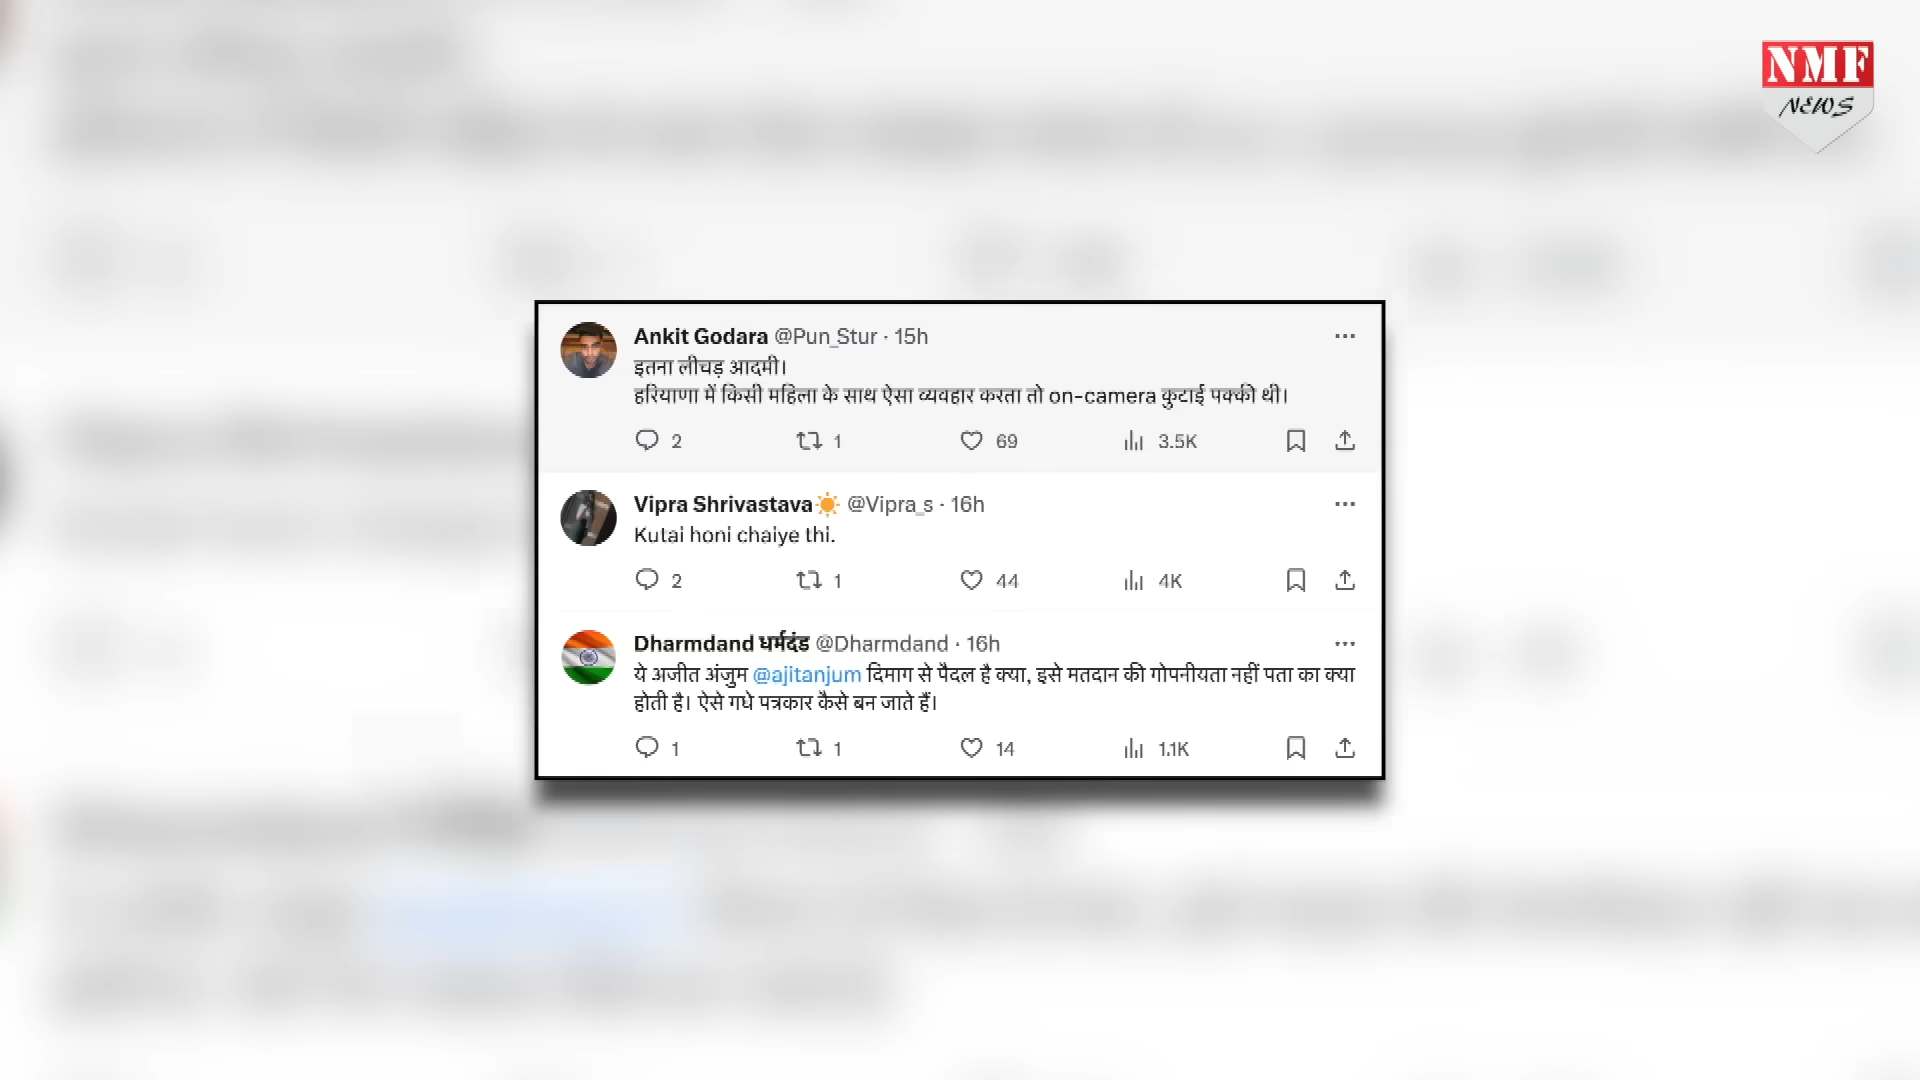 NMF
NEWS
Ankit Godara @Pun_Stur · 15h
इतना लीचड़ आदमी।
हरियाणा में किसी महिला के साथ ऐसा व्यवहार करता तो on-camera कुटाई पक्की थी।
2 1 69 3.5K
Vipra Shrivastava☀️ @Vipra_s · 16h
Kutai honi chaiye thi.
2 1 44 4K
Dharmdand धर्मदंड @Dharmdand · 16h
ये अजीत अंजुम @ajitanjum दिमाग से पैदल है क्या, इसे मतदान की गोपनीयता नहीं पता का क्या
होती है। ऐसे गधे पत्रकार कैसे बन जाते हैं।
1 1 14 1.1K